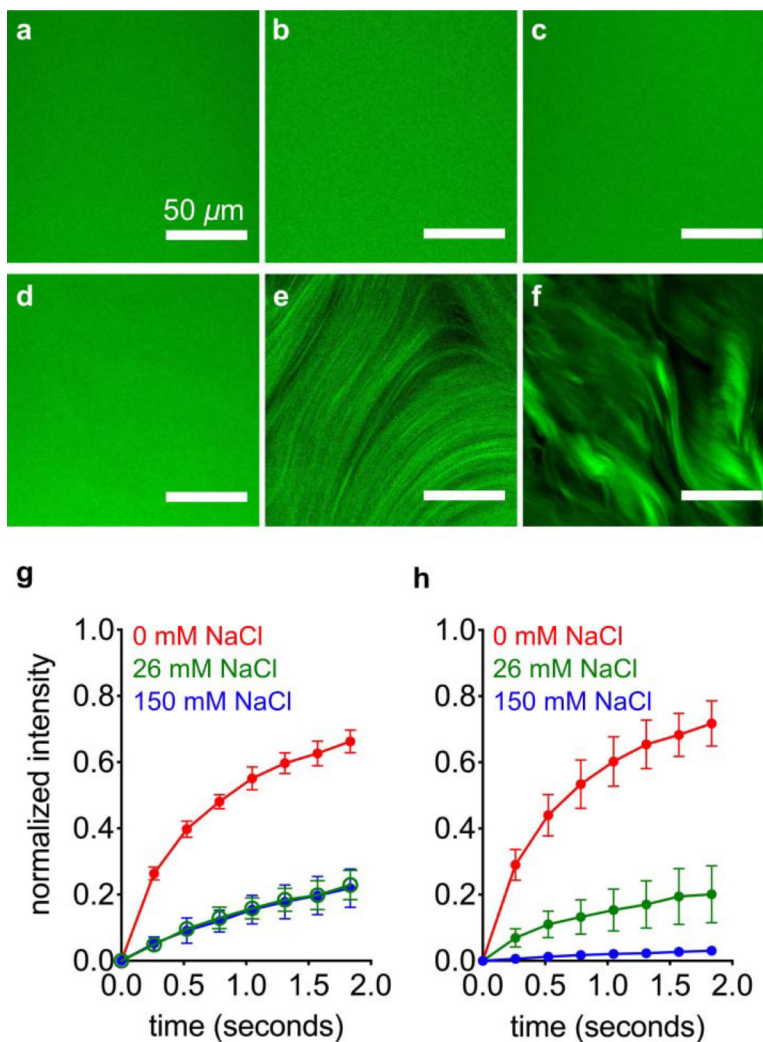 a b c
50 µm
d e f
g h
0 mM NaCl 0 mM NaCl
26 mM NaCl 26 mM NaCl
150 mM NaCl 150 mM NaCl
normalized intensity
1.0 1.0
0.8 0.8
0.6 0.6
0.4 0.4
0.2 0.2
0.0 0.0
0.0 0.5 1.0 1.5 2.0 0.0 0.5 1.0 1.5 2.0
time (seconds) time (seconds)